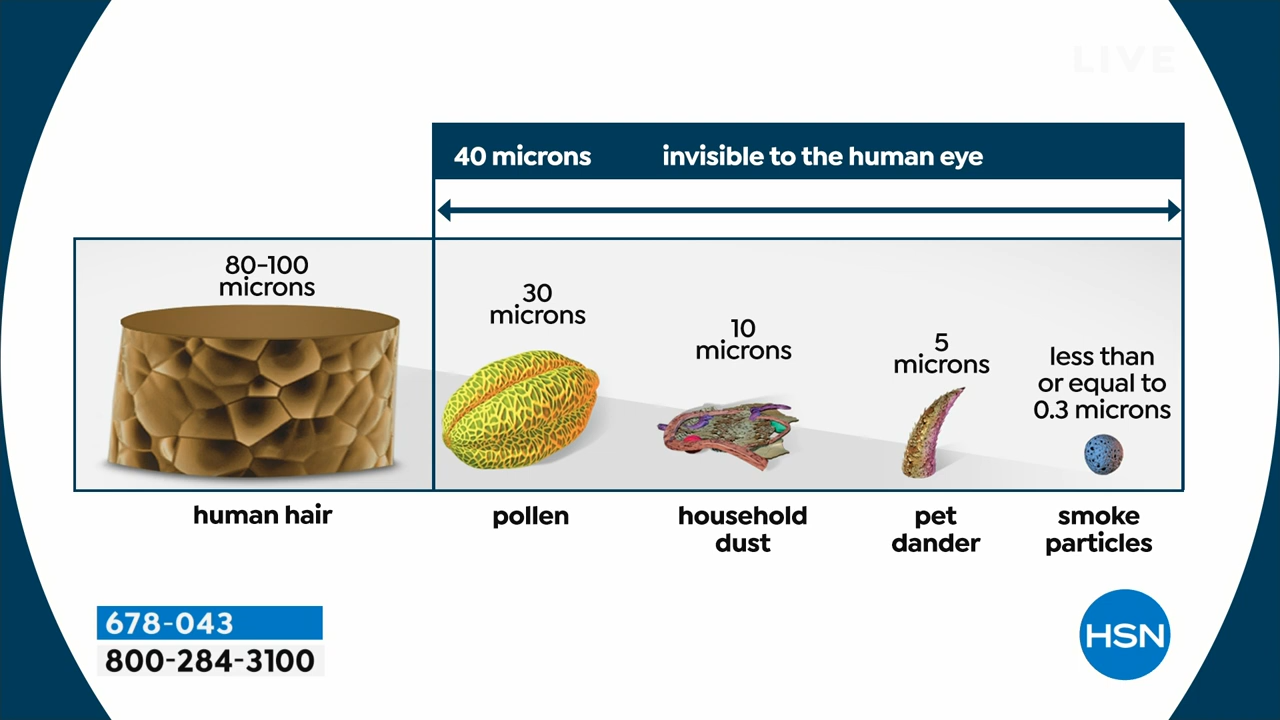 LIVE
40 microns invisible to the human eye
80-100
microns
30
microns
10
microns
5
microns
less than
or equal to
0.3 microns
human hair
pollen
household
dust
pet
dander
smoke
particles
678-043
800-284-3100
HSN